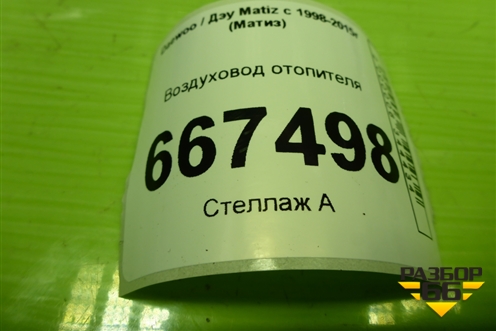 Daewoo / Дэу Matiz с 1998-2015г
(Матиз)
Воздуховод отопителя
667498
Стеллаж А
РАЗБОР
66